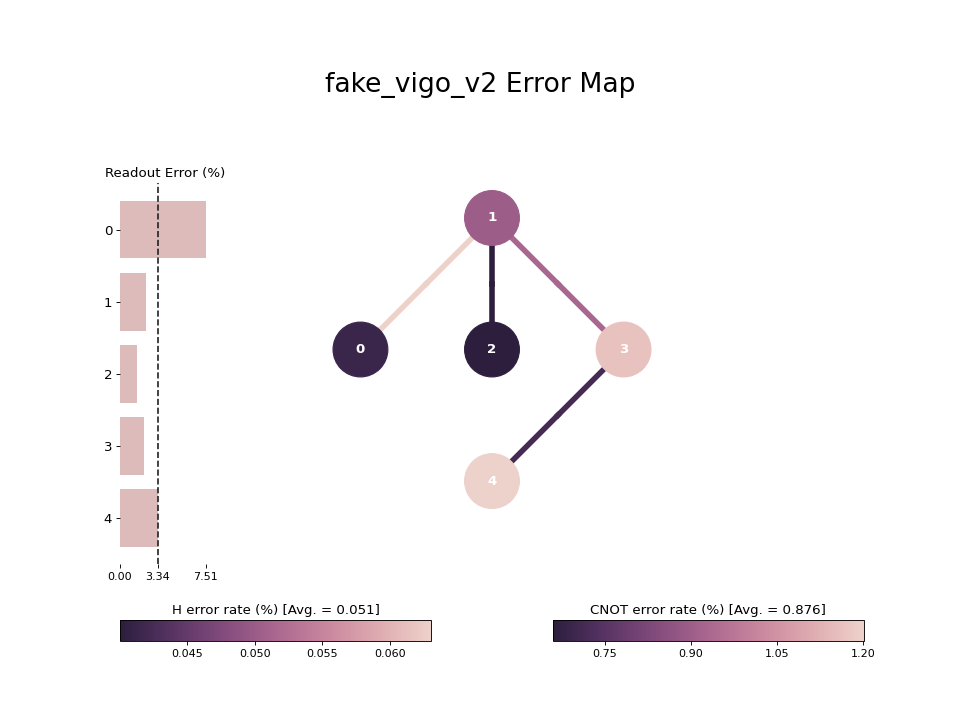 fake_vigo_v2 Error Map
Readout Error (%)
0
1
2
3
4
0.00 3.34 7.51
1
0 2 3
4
H error rate (%) [Avg. = 0.051]
0.045 0.050 0.055 0.060
CNOT error rate (%) [Avg. = 0.876]
0.75 0.90 1.05 1.20